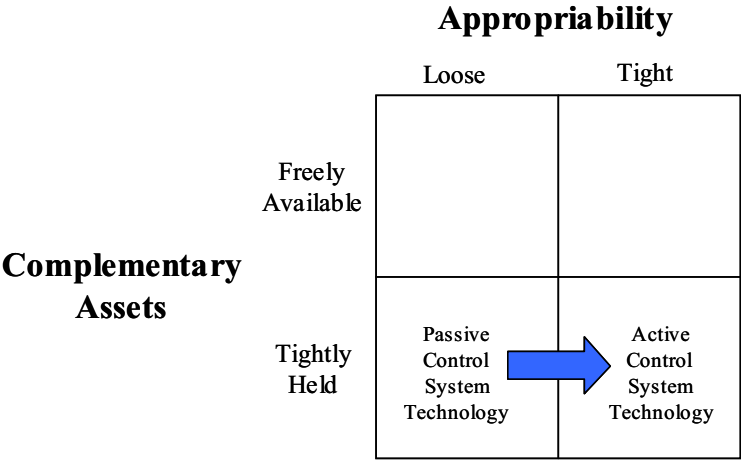 Appropriability
Loose
Tight
Freely
Available
Complementary
Assets
Tightly
Held
Passive
Control
System
Technology
Active
Control
System
Technology